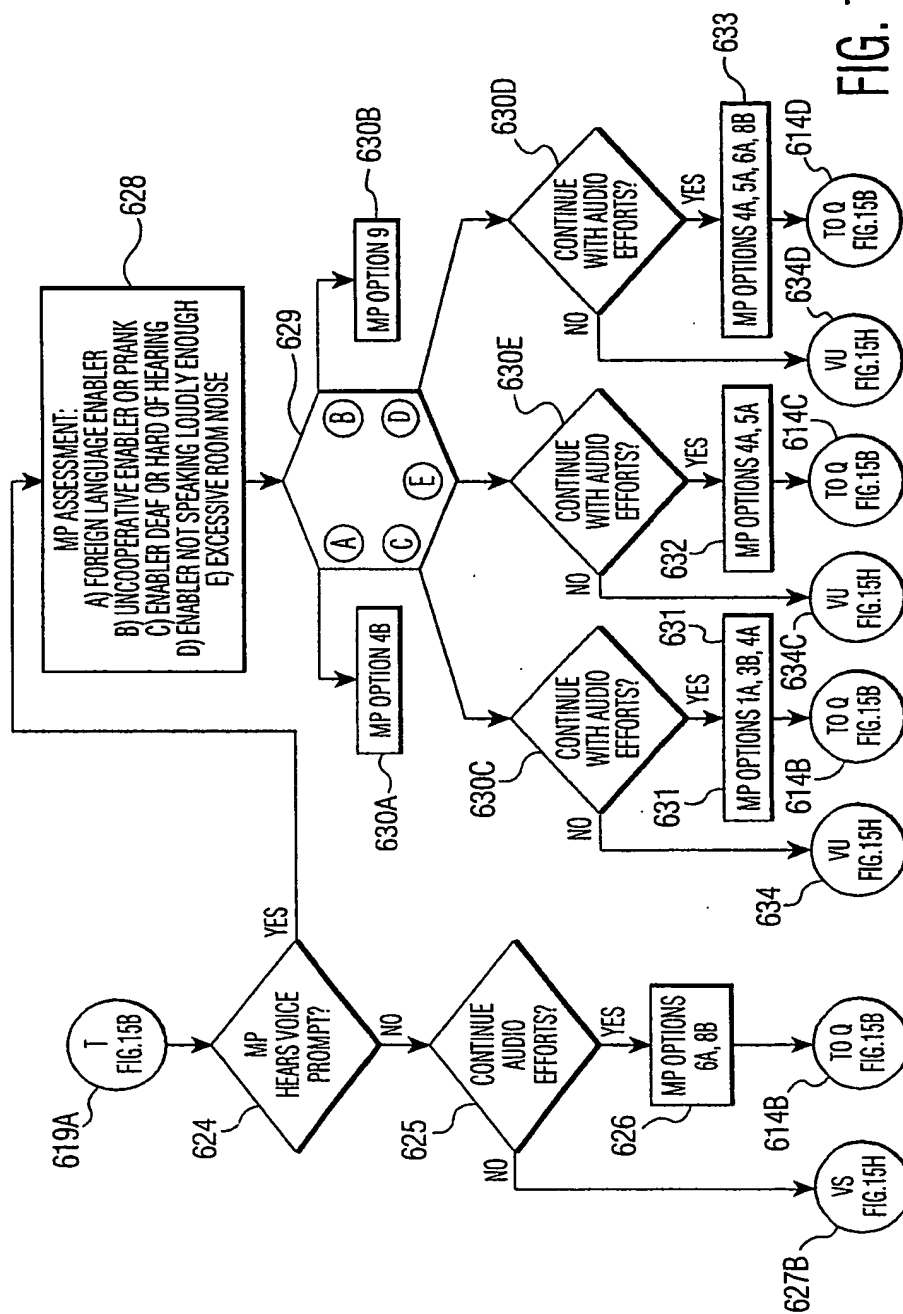 619A
T
FIG.15B
624
MP
HEARS VOICE
PROMPT?
YES
NO
625
CONTINUE
AUDIO
EFFORTS?
NO
YES
626
MP OPTIONS
6A, 8B
627B
VS
FIG.15H
614B
TO Q
FIG.15B
628
MP ASSESSMENT:
A) FOREIGN LANGUAGE ENABLER
B) UNCOOPERATIVE ENABLER OR PRANK
C) ENABLER DEAF OR HARD OF HEARING
D) ENABLER NOT SPEAKING LOUDLY ENOUGH
E) EXCESSIVE ROOM NOISE
629
A
B
C
D
E
630A
MP OPTION 4B
630B
MP OPTION 9
630C
CONTINUE
WITH AUDIO
EFFORTS?
NO
YES
631
MP OPTIONS 1A, 3B, 4A
631
634
VU
FIG.15H
614B
TO Q
FIG.15B
630E
CONTINUE
WITH AUDIO
EFFORTS?
NO
YES
632
MP OPTIONS 4A, 5A
634C
VU
FIG.15H
614C
TO Q
FIG.15B
630D
CONTINUE
WITH AUDIO
EFFORTS?
NO
YES
633
MP OPTIONS 4A, 5A, 6A, 8B
634D
VU
FIG.15H
614D
TO Q
FIG.15B
FIG.